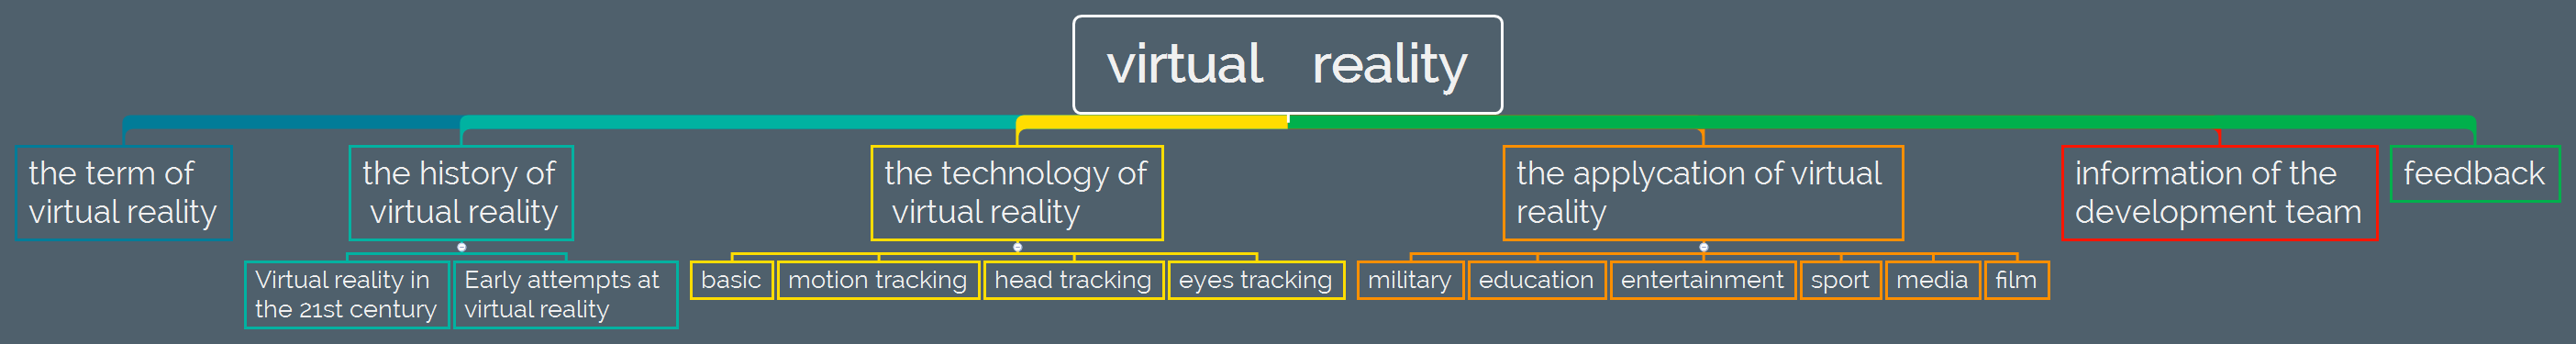 virtual reality
the term of
virtual reality
the history of
virtual reality
the technology of
virtual reality
the applycation of virtual
reality
information of the
development team
feedback
Virtual reality in
the 21st century
Early attempts at
virtual reality
basic
motion tracking
head tracking
eyes tracking
military
education
entertainment
sport
media
film